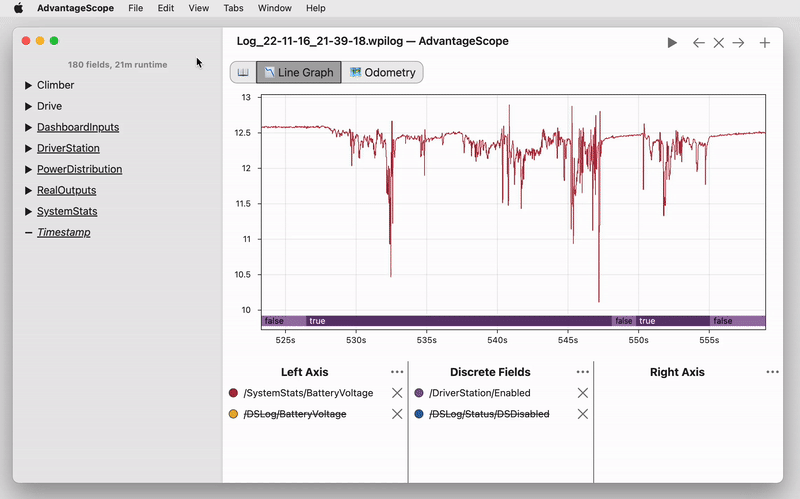 AdvantageScope File Edit View Tabs Window Help
Log_22-11-16_21-39-18.wpilog — AdvantageScope
180 fields, 21m runtime
Climber
Drive
DashboardInputs
DriverStation
PowerDistribution
RealOutputs
SystemStats
Timestamp
Line Graph
Odometry
13
12.5
12
11.5
11
10.5
10
false true false true false
525s 530s 535s 540s 545s 550s 555s
Left Axis
/SystemStats/BatteryVoltage
/DSLog/BatteryVoltage
Discrete Fields
/DriverStation/Enabled
/DSLog/Status/DSDisabled
Right Axis